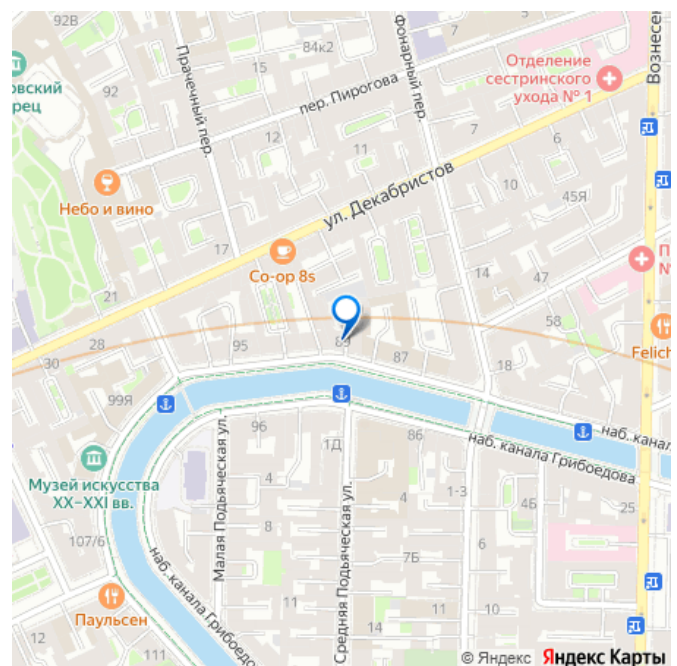 92В
84к2
7
5
Отделение
сестринского
ухода № 1
Вознесен
Прачечный пер.
15
Фонарный пер.
92
пер. Пирогова
овский
рец
12
7
11
6
Небо и вино
ул. Декабристов
10
45Я
17
Co-op 8s
14
47
П
№
21
58
28
95
87
Felich
30
18
99Я
96
1Д
86
наб. кана
наб. канала Грибоедова
Музей искусства
XX–XXI вв.
Малая Подьяческая ул.
4
4
1-3
4Б
25
8
Средняя Подьяческая ул.
107/6
7Б
6
наб. канала Грибоедова
Паульсен
11
14
11
12
10
© Яндекс Яндекс Карты